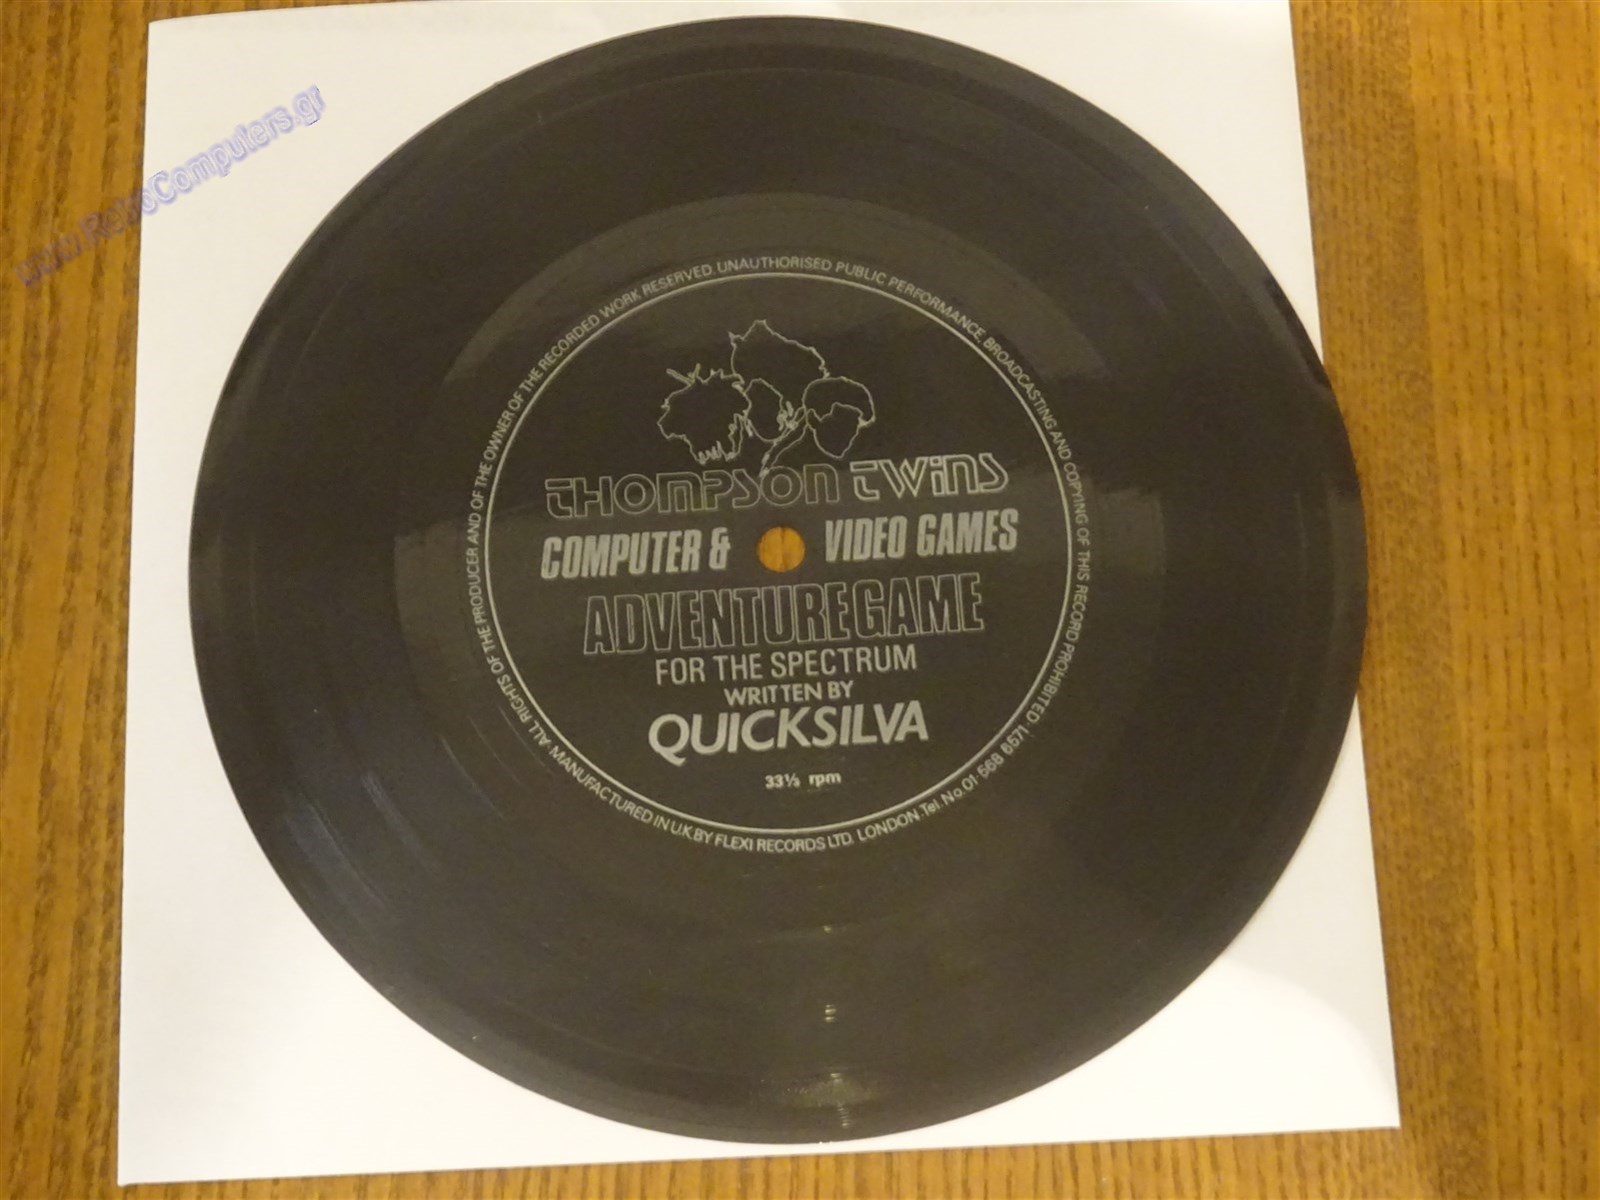 www.RetroComputers.gr
THOMPSON TWINS
COMPUTER & VIDEO GAMES
ADVENTURE GAME
FOR THE SPECTRUM
WRITTEN BY
QUICKSILVA
33⅓ rpm
ALL RIGHTS OF THE PRODUCER AND OF THE OWNER OF THE RECORDED WORK RESERVED. UNAUTHORISED PUBLIC PERFORMANCE, BROADCASTING AND COPYING OF THIS RECORD PROHIBITED·
MANUFACTURED IN U.K. BY FLEXI RECORDS LTD. LONDON·Tel. No. 01·568 6571·